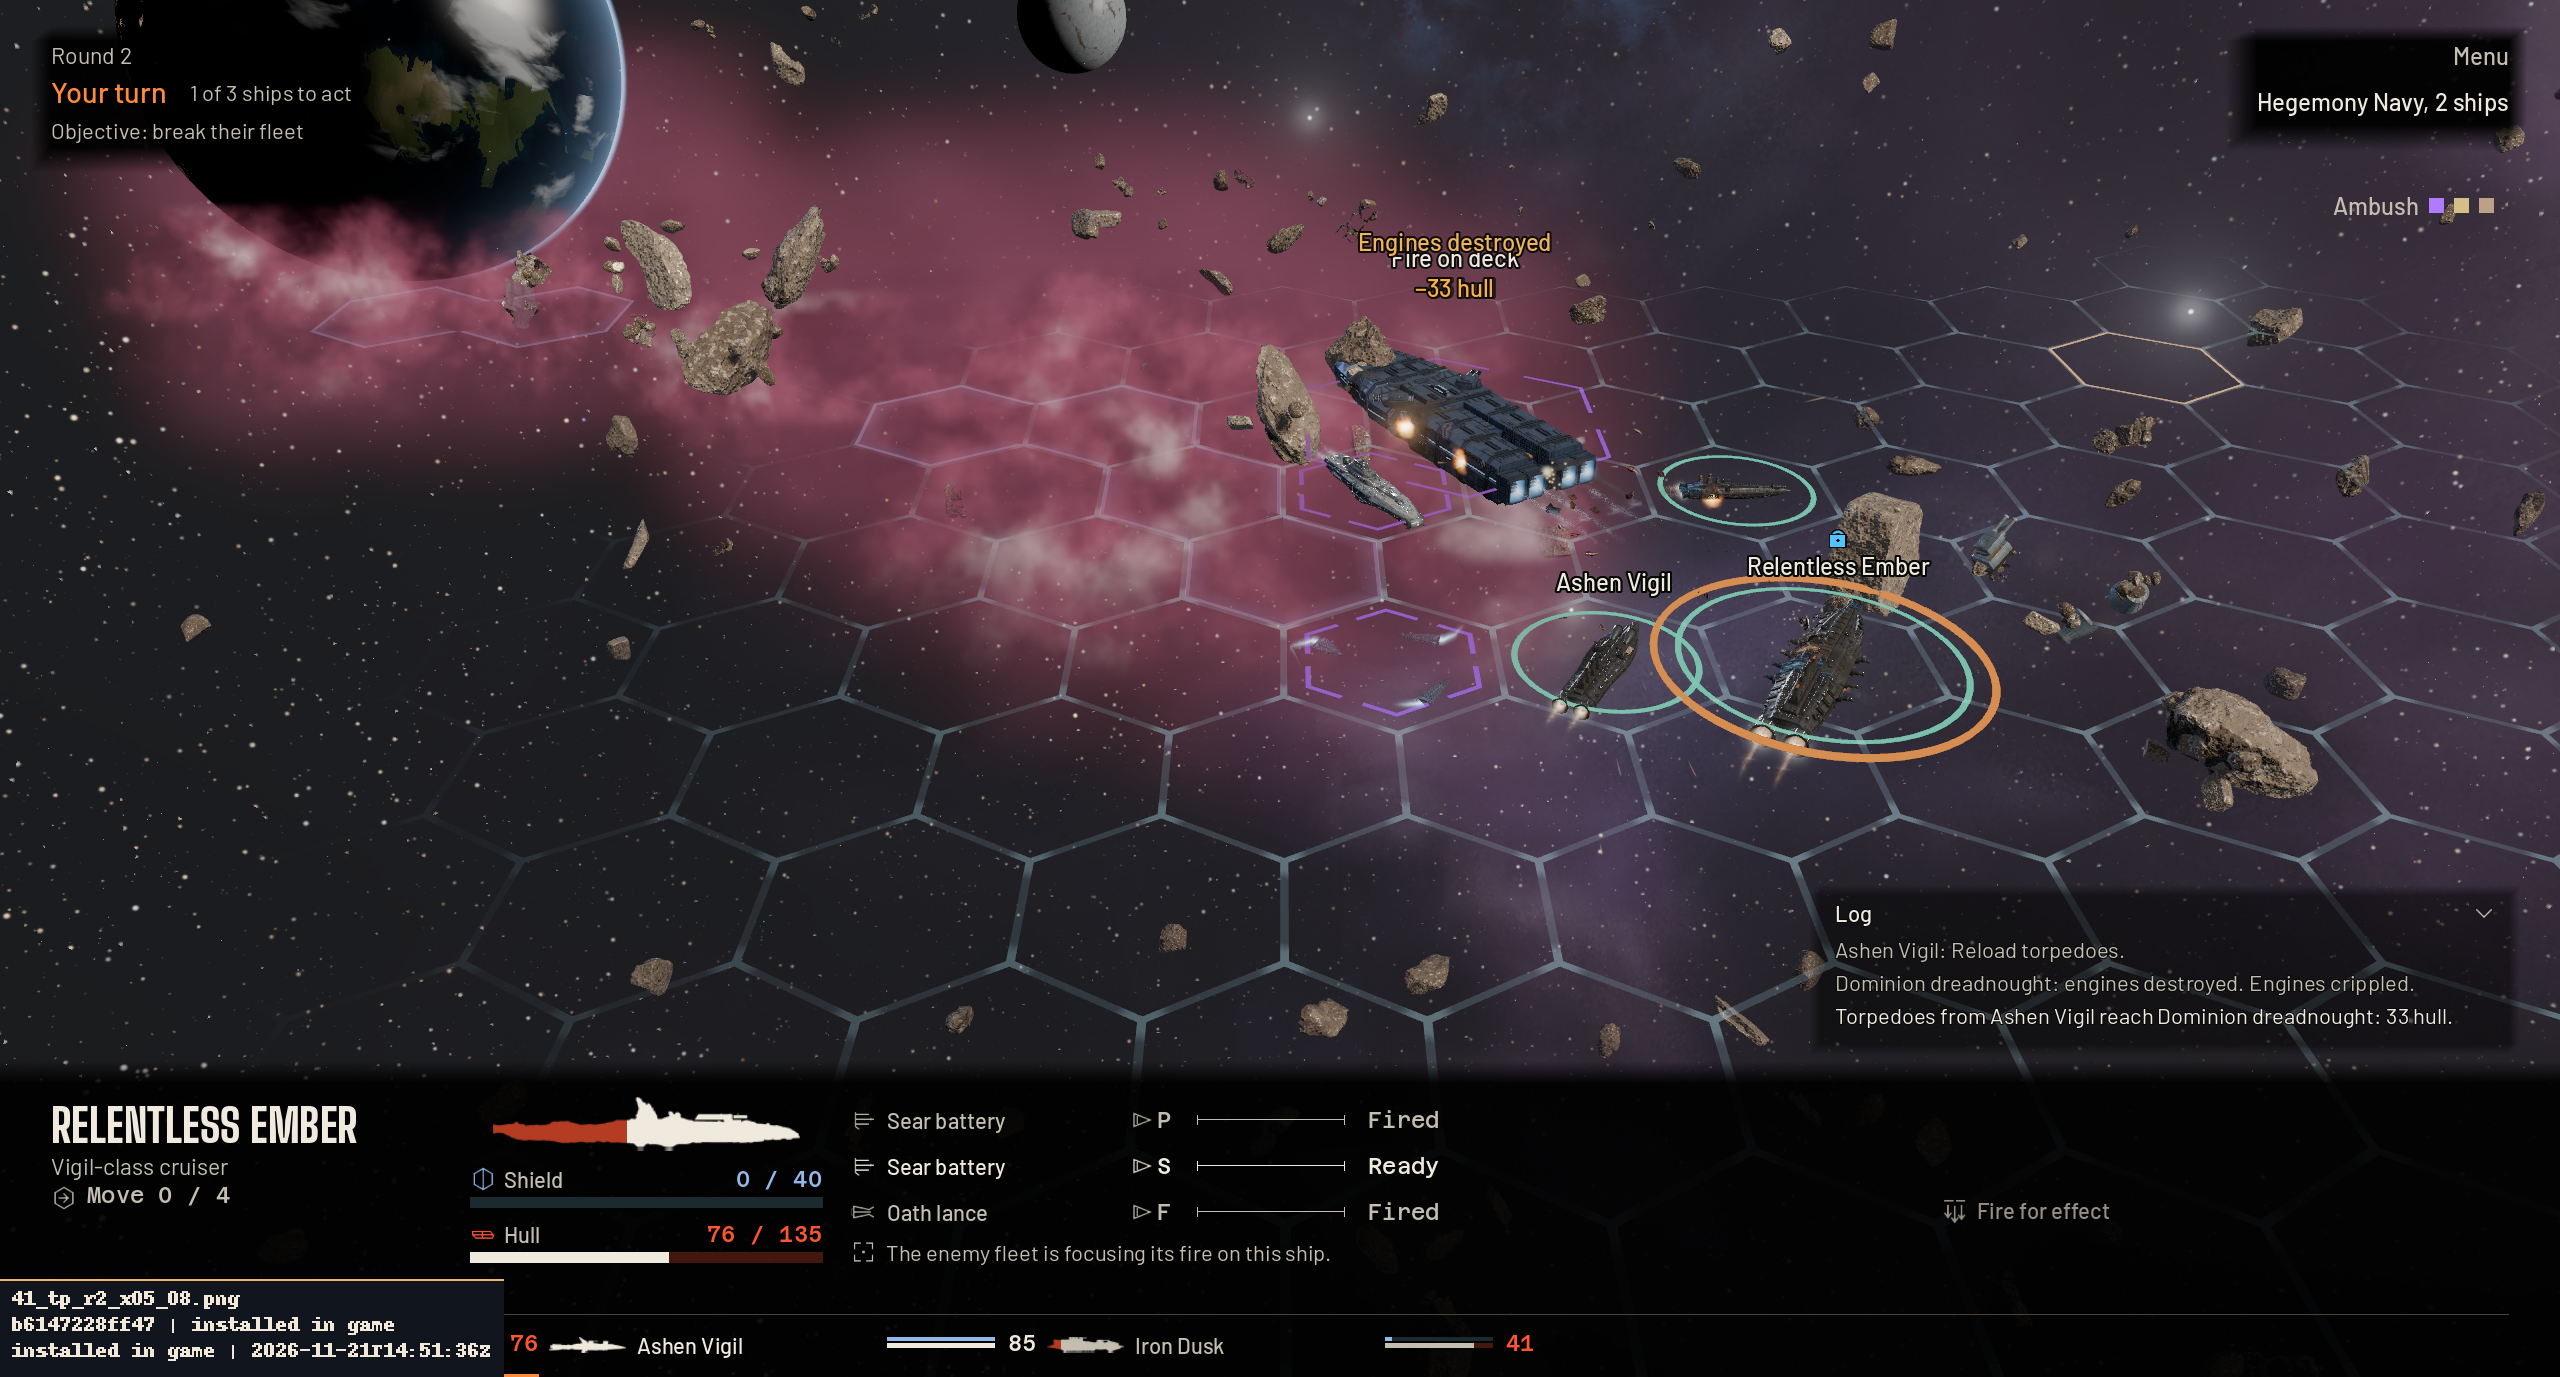 Round 2
Your turn 1 of 3 ships to act
Objective: break their fleet
Menu
Hegemony Navy, 2 ships
Ambush
Engines destroyed
Fire on deck
-33 hull
Ashen Vigil
Relentless Ember
Log
Ashen Vigil: Reload torpedoes.
Dominion dreadnought: engines destroyed. Engines crippled.
Torpedoes from Ashen Vigil reach Dominion dreadnought: 33 hull.
RELENTLESS EMBER
Vigil-class cruiser
Move 0 / 4
Shield 0 / 40
Hull 76 / 135
Sear battery P Fired
Sear battery S Ready
Oath lance F Fired
The enemy fleet is focusing its fire on this ship.
Fire for effect
41_tp_r2_x05_08.png
b6147228ff47 | installed in game
installed in game | 2026-11-21r14:51:36z
76 Ashen Vigil 85 Iron Dusk 41